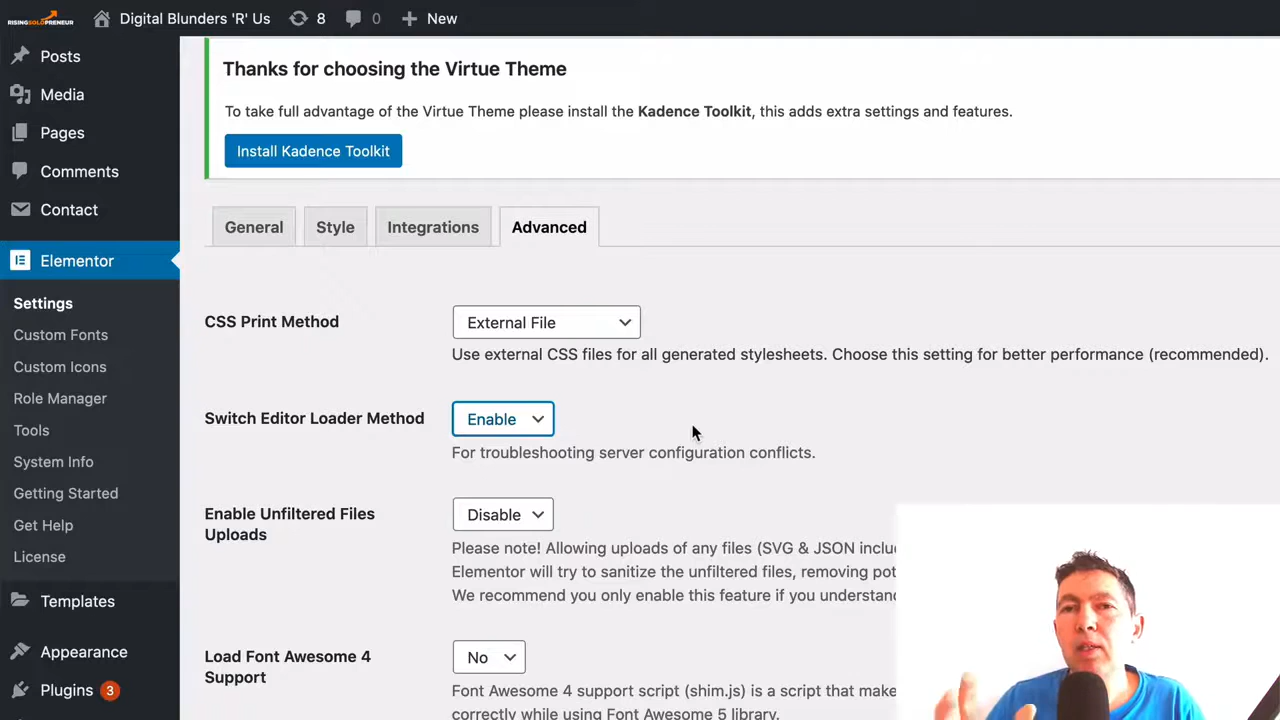 RISINGSOLOPRENEUR
Digital Blunders 'R' Us
8
0
New
Posts
Media
Pages
Comments
Contact
Elementor
Settings
Custom Fonts
Custom Icons
Role Manager
Tools
System Info
Getting Started
Get Help
License
Templates
Appearance
Plugins 3
Thanks for choosing the Virtue Theme
To take full advantage of the Virtue Theme please install the Kadence Toolkit, this adds extra settings and features.
Install Kadence Toolkit
General
Style
Integrations
Advanced
CSS Print Method
External File
Use external CSS files for all generated stylesheets. Choose this setting for better performance (recommended).
Switch Editor Loader Method
Enable
For troubleshooting server configuration conflicts.
Enable Unfiltered Files
Uploads
Disable
Please note! Allowing uploads of any files (SVG & JSON inclu
Elementor will try to sanitize the unfiltered files, removing pot
We recommend you only enable this feature if you understan
Load Font Awesome 4
Support
No
Font Awesome 4 support script (shim.js) is a script that make
correctly while using Font Awesome 5 library.